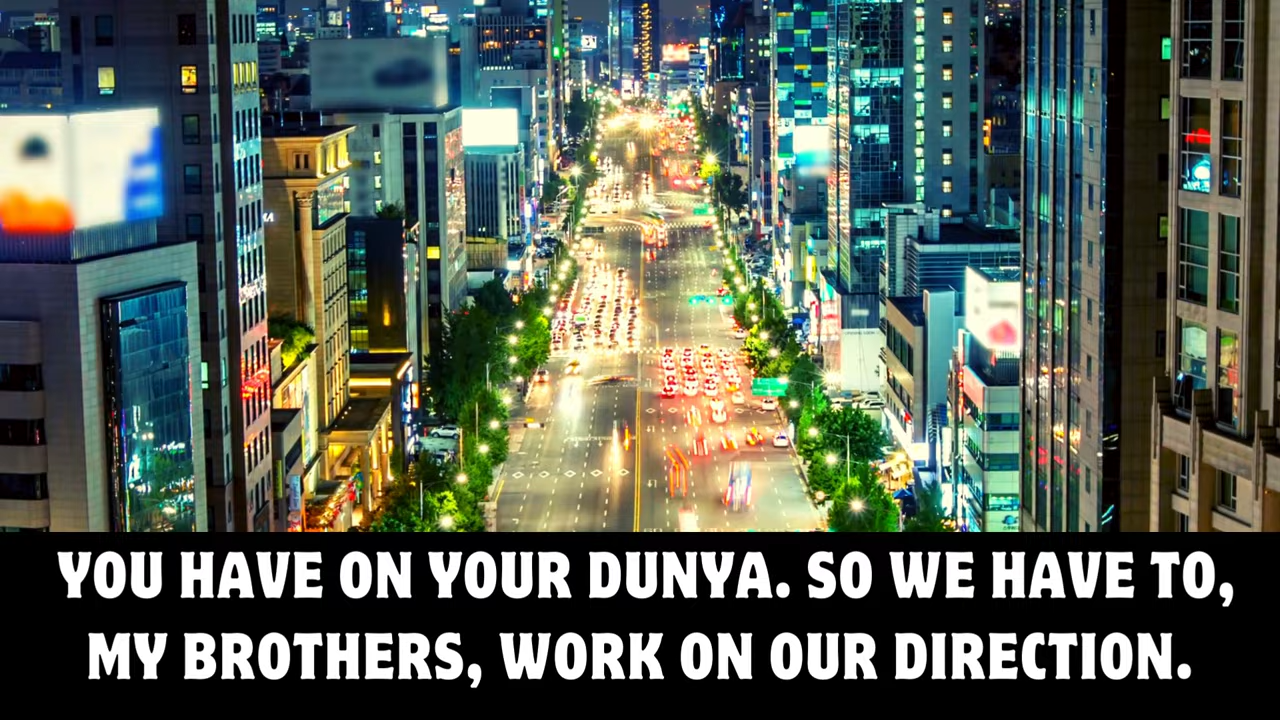 YOU HAVE ON YOUR DUNYA. SO WE HAVE TO,
MY BROTHERS, WORK ON OUR DIRECTION.